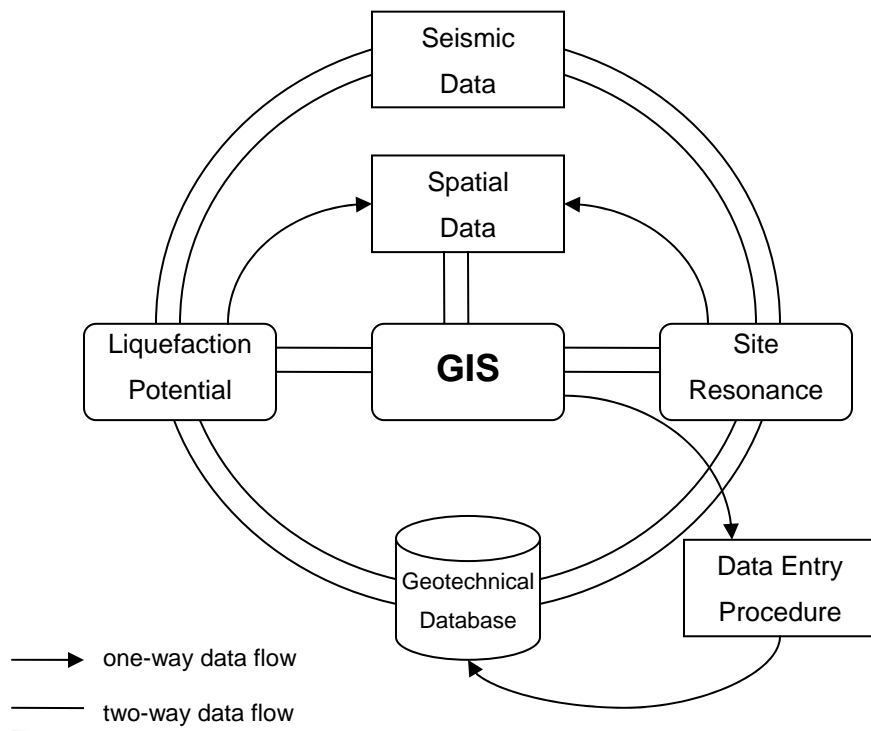 Seismic
Data
Spatial
Data
Liquefaction
Potential
GIS
Site
Resonance
Geotechnical
Database
Data Entry
Procedure
one-way data flow
two-way data flow